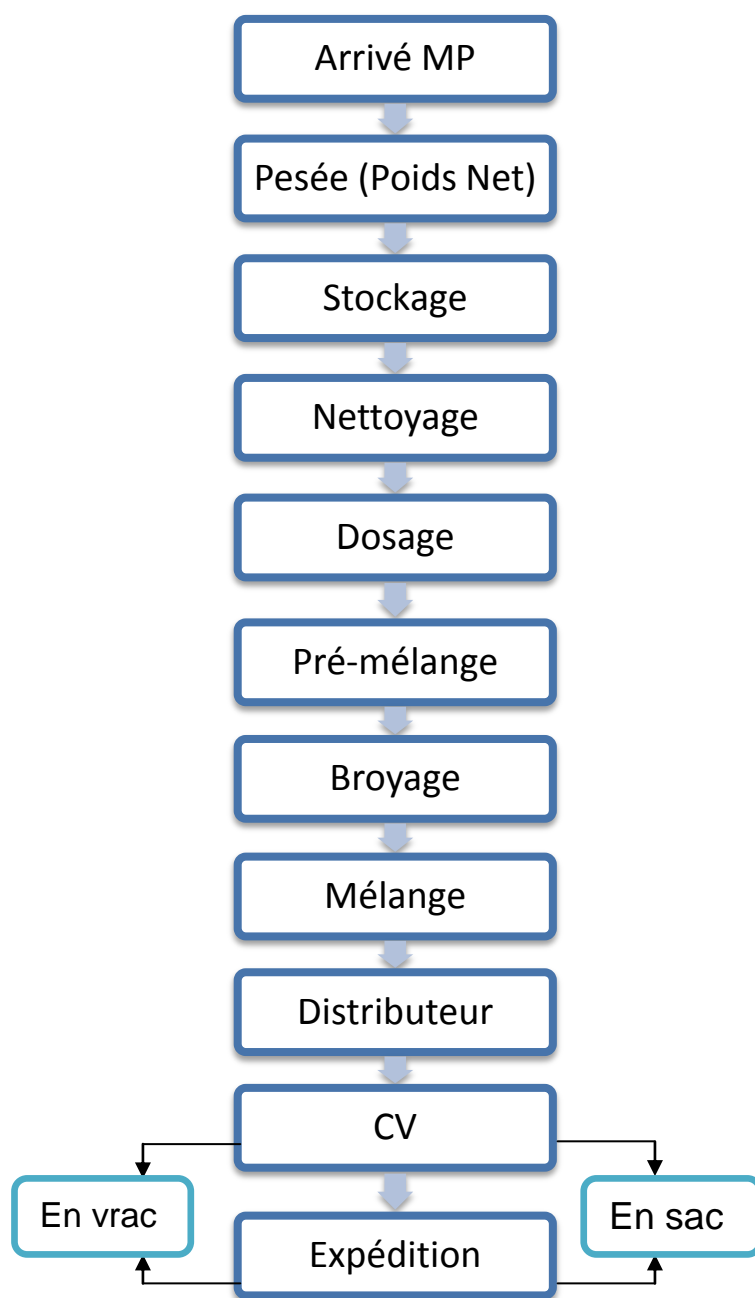 Arrivé MP
Pesée (Poids Net)
Stockage
Nettoyage
Dosage
Pré-mélange
Broyage
Mélange
Distributeur
CV
En vrac
En sac
Expédition